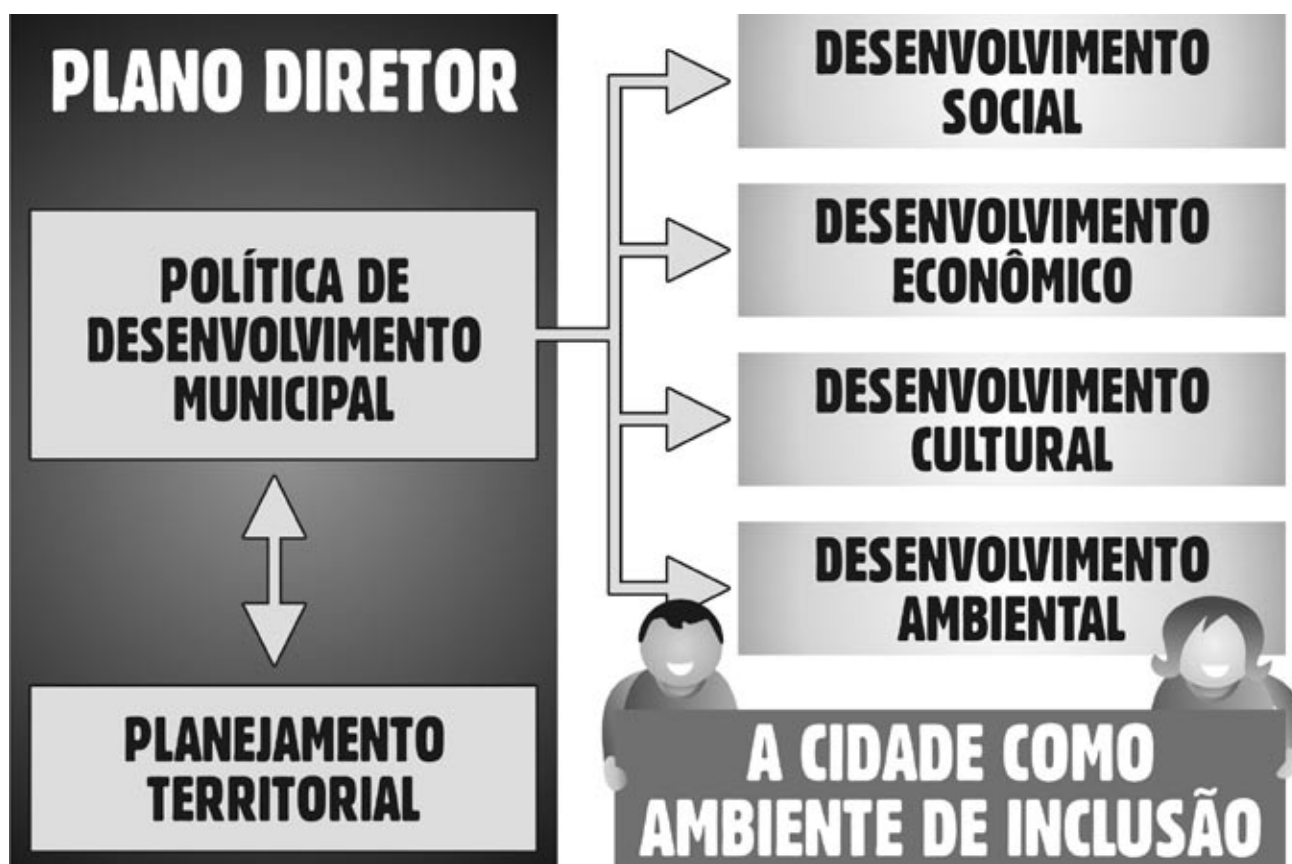 PLANO DIRETOR
POLÍTICA DE
DESENVOLVIMENTO
MUNICIPAL
PLANEJAMENTO
TERRITORIAL
DESENVOLVIMENTO
SOCIAL
DESENVOLVIMENTO
ECONÔMICO
DESENVOLVIMENTO
CULTURAL
DESENVOLVIMENTO
AMBIENTAL
A CIDADE COMO
AMBIENTE DE INCLUSÃO